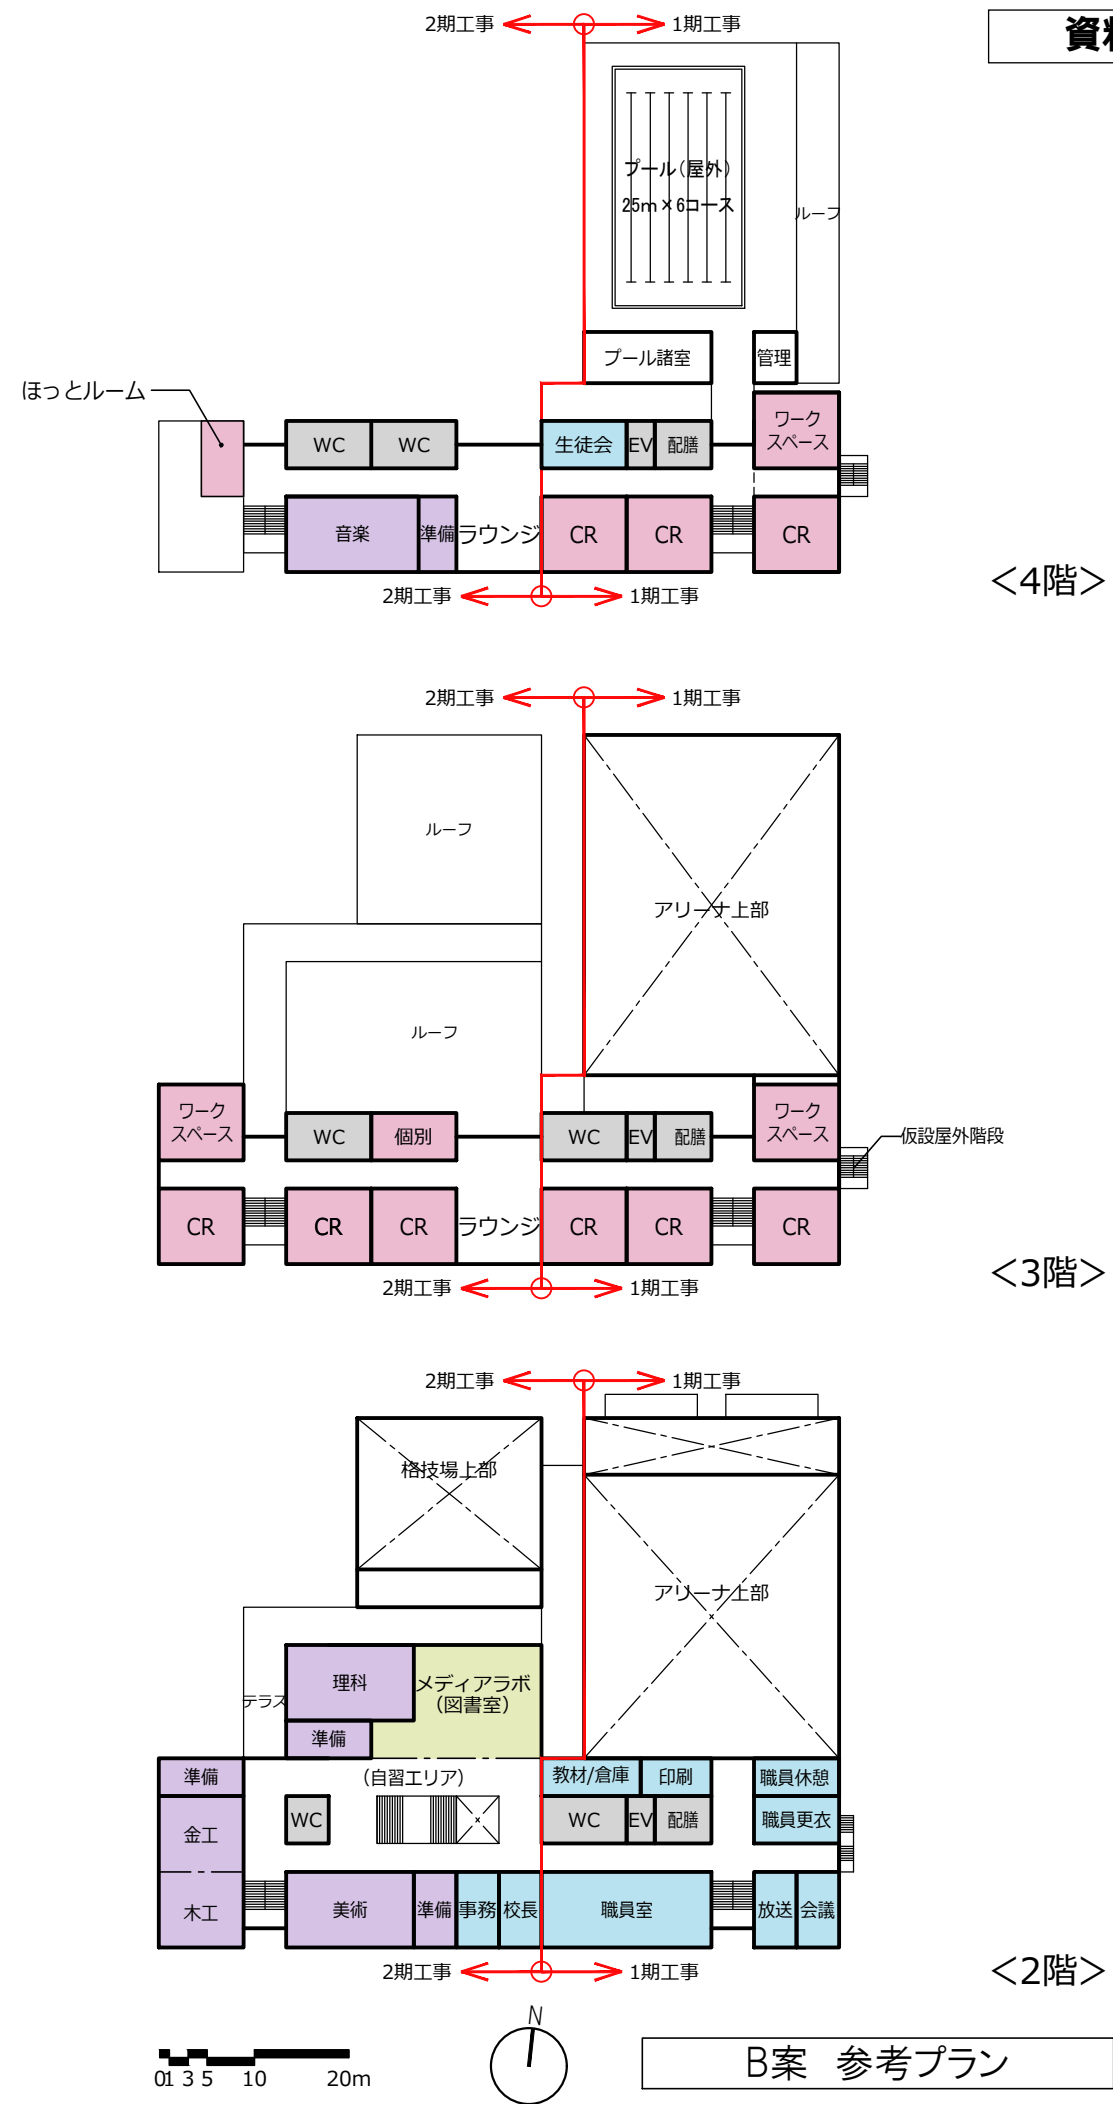 2期工事 1期工事
資料
プール(屋外)
25m×6コース
ルーフ
プール諸室 管理
ほっとルーム
WC WC 生徒会 EV 配膳 ワーク
スペース
音楽 準備 ラウンジ CR CR CR
2期工事 1期工事
<4階>
2期工事 1期工事
ルーフ
アリーナ上部
ルーフ
ワーク
スペース
WC 個別 WC EV 配膳
ワーク
スペース
仮設屋外階段
CR CR CR ラウンジ CR CR CR
2期工事 1期工事
<3階>
2期工事 1期工事
格技場上部
アリーナ上部
理科 メディアラボ
(図書室)
テラス
準備
準備 (自習エリア) 教材/倉庫 印刷 職員休憩
金工 WC WC EV 配膳 職員更衣
木工 美術 準備 事務 校長 職員室 放送 会議
2期工事 1期工事
<2階>
N
0 1 3 5 10 20m
B案 参考プラン